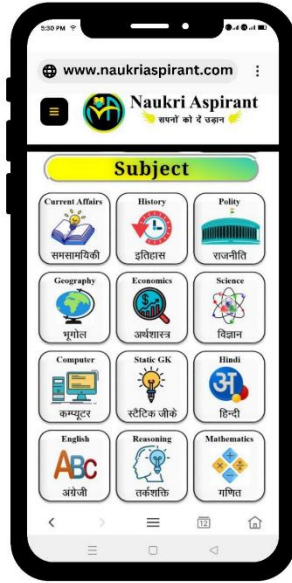 5:30 PM
www.naukriaspirant.com
Naukri Aspirant
सपनों को दें उड़ान
Subject
Current Affairs
समसामयिकी
History
इतिहास
Polity
राजनीति
Geography
भूगोल
Economics
अर्थशास्त्र
Science
विज्ञान
Computer
कम्प्यूटर
Static GK
स्टैटिक जीके
Hindi
अ
हिन्दी
English
ABC
अंग्रेजी
Reasoning
तर्कशक्ति
Mathematics
गणित
12